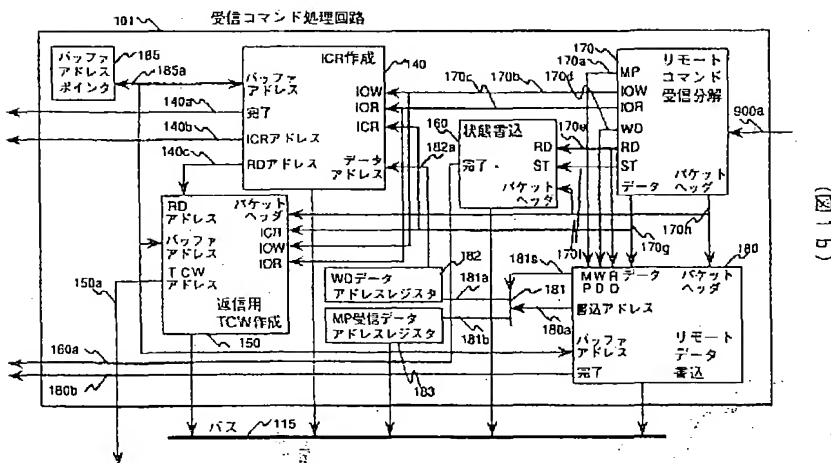 101
受信コマンド処理回路
185
バッファ
アドレス
ポインタ
185a
ICR作成
140
バッファ
アドレス
IOW
IOR
ICR
完了
ICRアドレス
RDアドレス
データ
アドレス
140a
140b
140c
170
170a
170b
170c
170d
170e
170f
170g
170h
MP
IOW
IOR
WD
RD
ST
データ
リモート
コマンド
受信分解
パケット
ヘッダ
900a
160
状態書込
RD
ST
完了
パケット
ヘッダ
182a
RD
アドレス
パケット
ヘッダ
ICR
IOW
IOR
バッファ
アドレス
TCW
アドレス
返信用
TCW作成
150
150a
182
WDデータ
アドレスレジスタ
MP受信データ
アドレスレジスタ
183
181
181a
181b
181s
180
180a
MP
WD
RD
データ
パケット
ヘッダ
書込アドレス
バッファ
アドレス
完了
リモート
データ
書込
160a
180b
バス
115
(図1b)